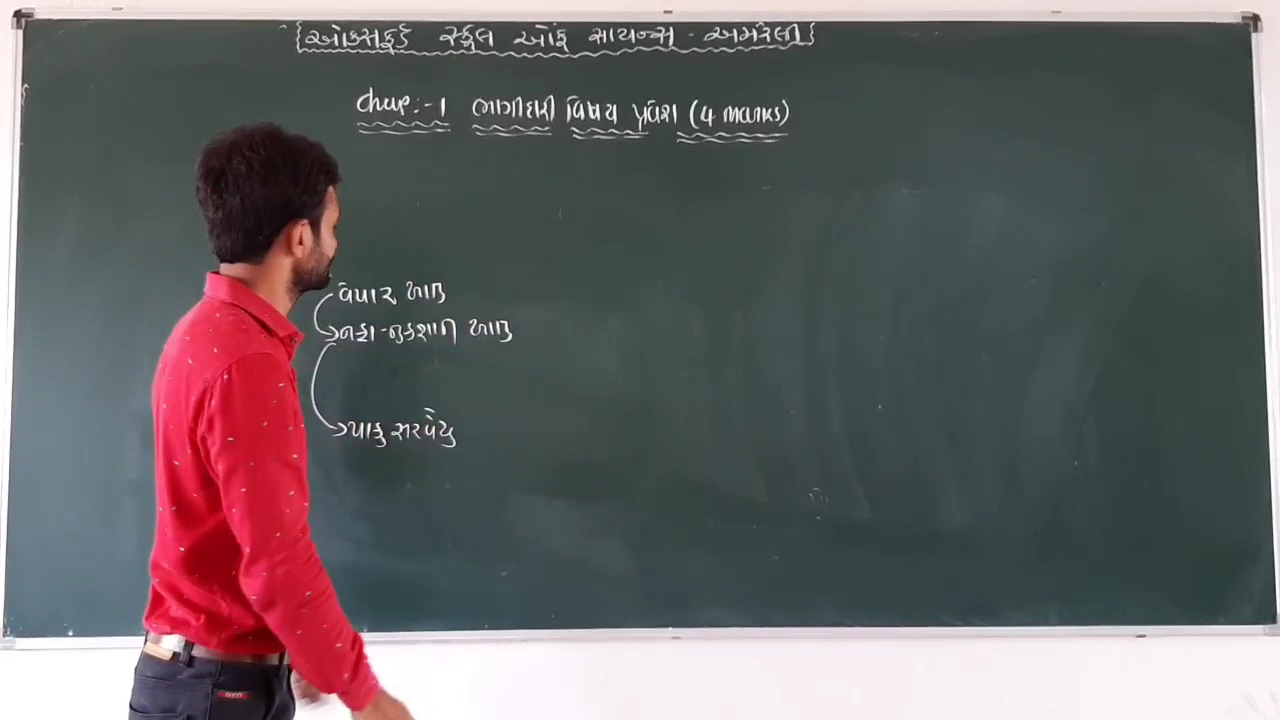 {ઓક્સફર્ડ સ્કૂલ ઓફ સાયન્સ - અમરેલી}
Chap:-1 ભાગીદારી વિષય પ્રવેશ (4 marks)
વેપાર ખાતુ
નફા-નુકશાની ખાતુ
પાકુ સરવૈયુ